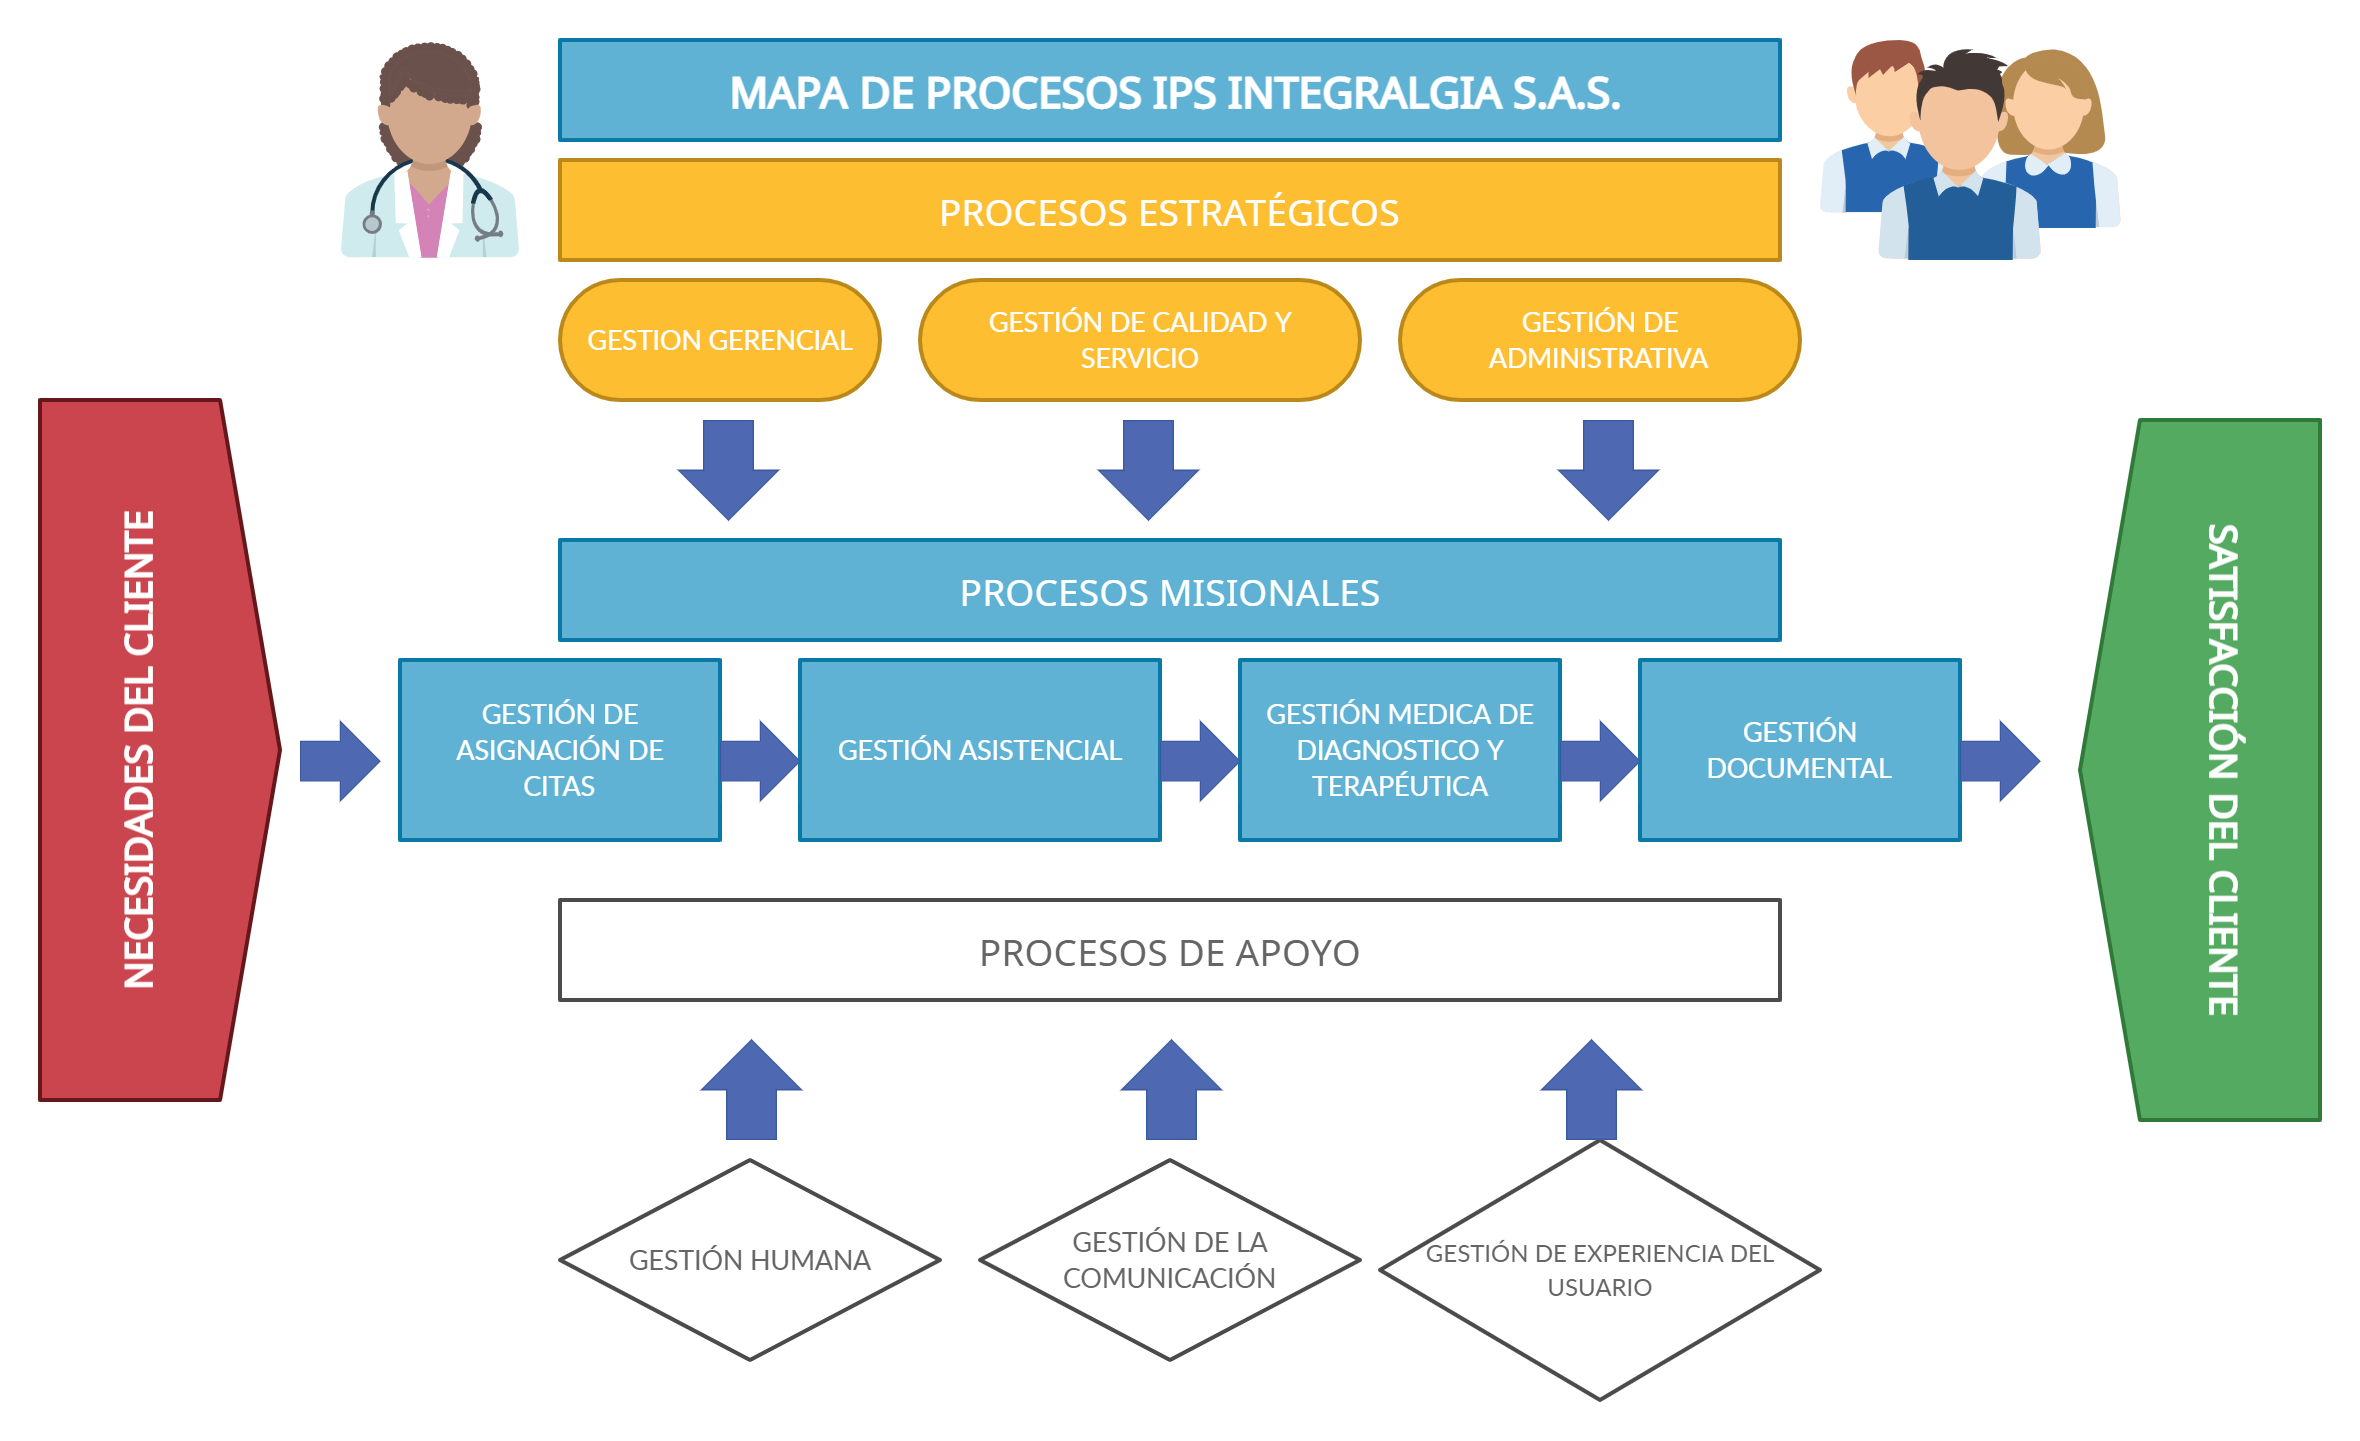 MAPA DE PROCESOS IPS INTEGRALGIA S.A.S.
PROCESOS ESTRATÉGICOS
GESTION GERENCIAL
GESTIÓN DE CALIDAD Y
SERVICIO
GESTIÓN DE
ADMINISTRATIVA
NECESIDADES DEL CLIENTE
PROCESOS MISIONALES
GESTIÓN DE
ASIGNACIÓN DE
CITAS
GESTIÓN ASISTENCIAL
GESTIÓN MEDICA DE
DIAGNOSTICO Y
TERAPÉUTICA
GESTIÓN
DOCUMENTAL
SATISFACCIÓN DEL CLIENTE
PROCESOS DE APOYO
GESTIÓN HUMANA
GESTIÓN DE LA
COMUNICACIÓN
GESTIÓN DE EXPERIENCIA DEL
USUARIO